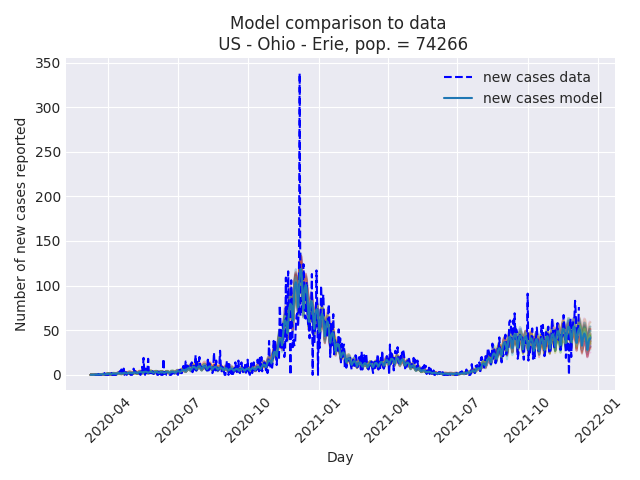 Model comparison to data
US - Ohio - Erie, pop. = 74266
Number of new cases reported
350
300
250
200
150
100
50
0
new cases data
new cases model
2020-04
2020-07
2020-10
2021-01
2021-04
2021-07
2021-10
2022-01
Day